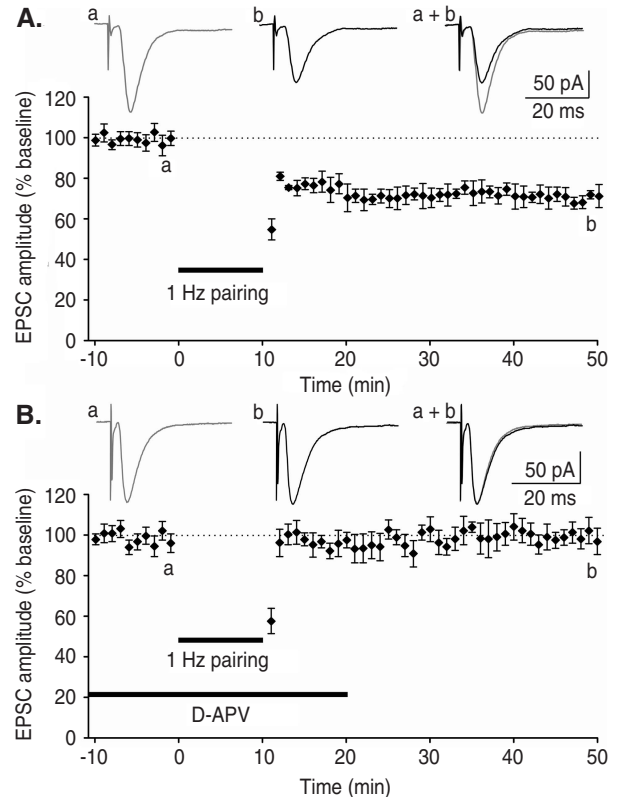 A.
a
b
a + b
50 pA
20 ms
EPSC amplitude (% baseline)
120
100
80
60
40
20
0
a
b
1 Hz pairing
-10
0
10
20
30
40
50
Time (min)
B.
a
b
a + b
50 pA
20 ms
EPSC amplitude (% baseline)
120
100
80
60
40
20
0
a
b
1 Hz pairing
D-APV
-10
0
10
20
30
40
50
Time (min)